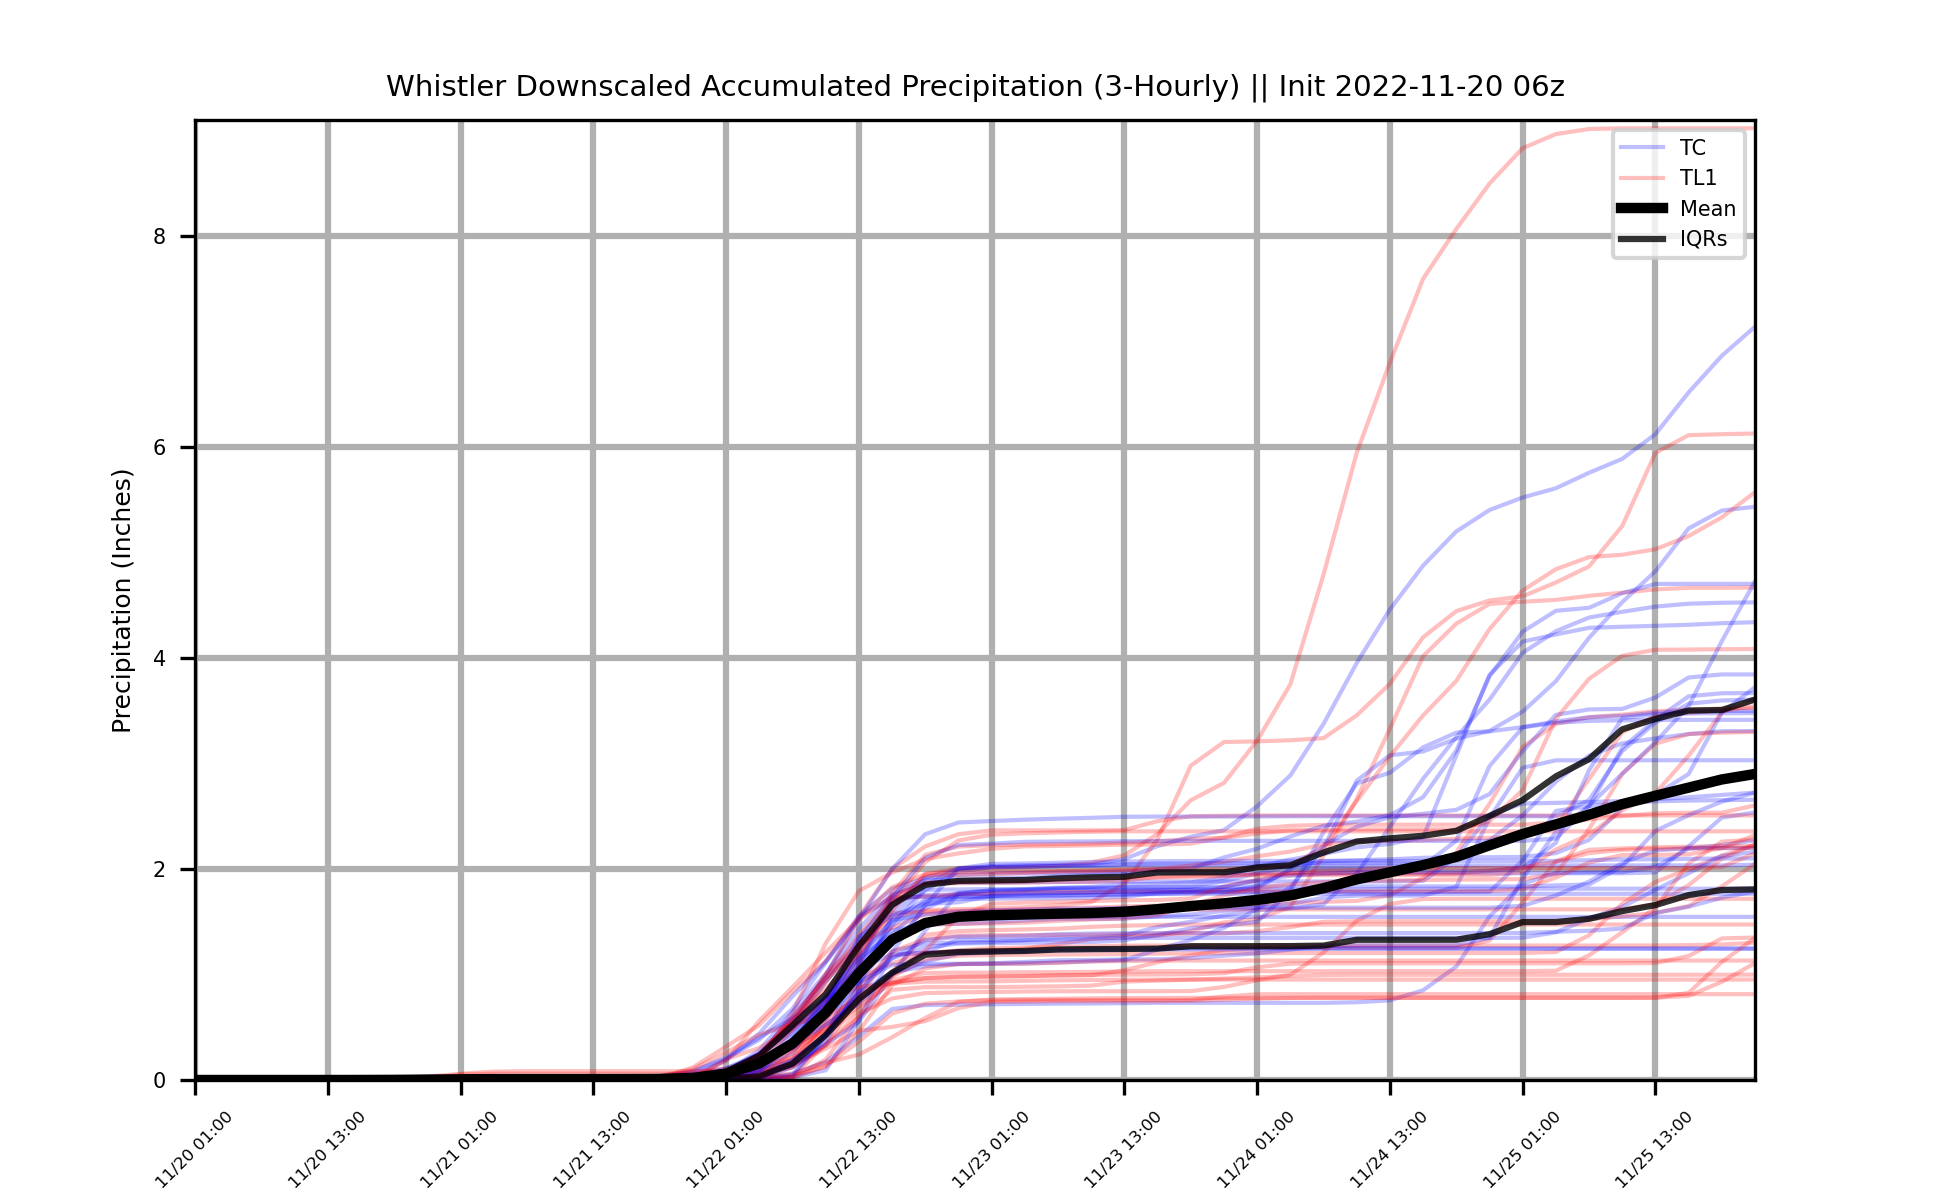 Whistler Downscaled Accumulated Precipitation (3-Hourly) || Init 2022-11-20 06z
TC
TL1
Mean
IQRs
8
6
4
2
0
Precipitation (Inches)
11/20 01:00
11/20 13:00
11/21 01:00
11/21 13:00
11/22 01:00
11/22 13:00
11/23 01:00
11/23 13:00
11/24 01:00
11/24 13:00
11/25 01:00
11/25 13:00